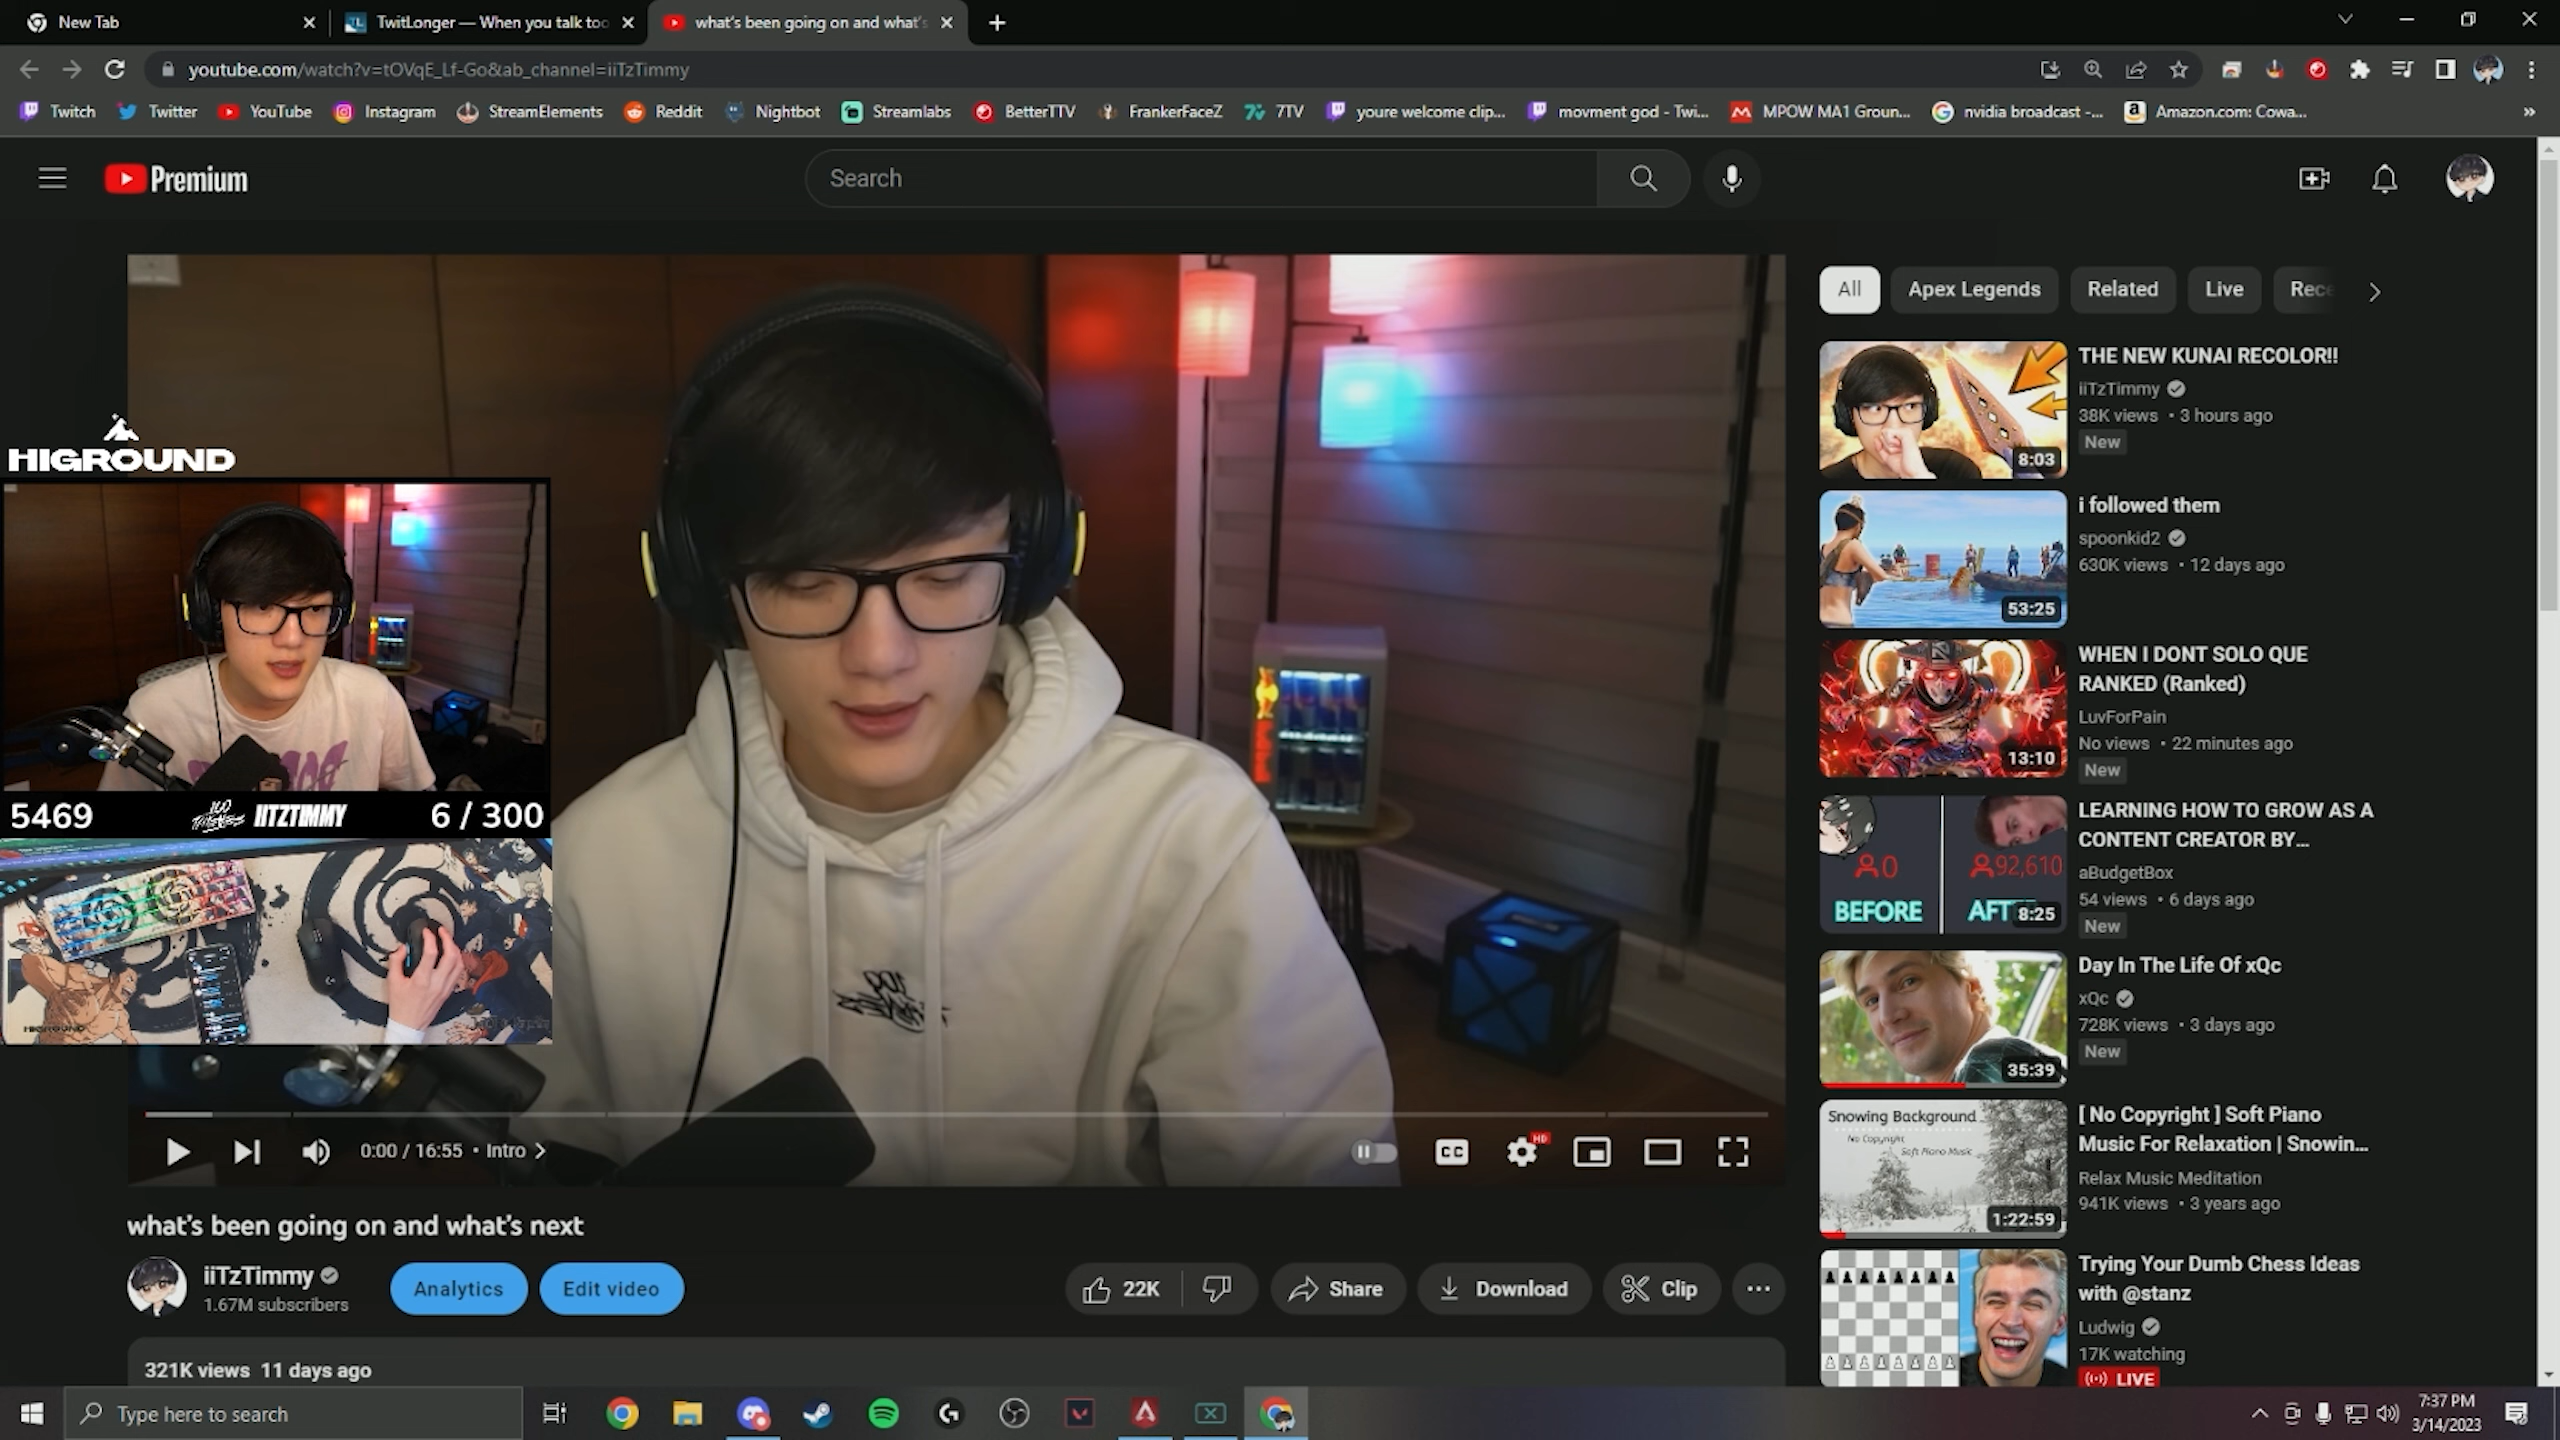 New Tab
TwitLonger — When you talk too
what's been going on and what's
youtube.com/watch?v=tOVqE_Lf-Go&ab_channel=iiTzTimmy
Twitch
Twitter
YouTube
Instagram
StreamElements
Reddit
Nightbot
Streamlabs
BetterTTV
FrankerFaceZ
7TV
youre welcome clip...
movment god - Twi...
MPOW MA1 Groun...
nvidia broadcast -...
Amazon.com: Cowa...
Premium
Search
HIGROUND
5469
IITZTIMMY
6 / 300
HIGROUND
0:00 / 16:55 • Intro
CC
HD
what's been going on and what's next
iiTzTimmy
1.67M subscribers
Analytics
Edit video
22K
Share
Download
Clip
321K views 11 days ago
All
Apex Legends
Related
Live
Rece
8:03
THE NEW KUNAI RECOLOR!!
iiTzTimmy
38K views • 3 hours ago
New
53:25
i followed them
spoonkid2
630K views • 12 days ago
13:10
WHEN I DONT SOLO QUE
RANKED (Ranked)
LuvForPain
No views • 22 minutes ago
New
0
92,610
BEFORE
AFT
8:25
LEARNING HOW TO GROW AS A
CONTENT CREATOR BY...
aBudgetBox
54 views • 6 days ago
New
35:39
Day In The Life Of xQc
xQc
728K views • 3 days ago
New
Snowing Background
No Copyright
Soft Piano Music
1:22:59
[ No Copyright ] Soft Piano
Music For Relaxation | Snowin...
Relax Music Meditation
941K views • 3 years ago
Trying Your Dumb Chess Ideas
with @stanz
Ludwig
17K watching
LIVE
Type here to search
7:37 PM
3/14/2023